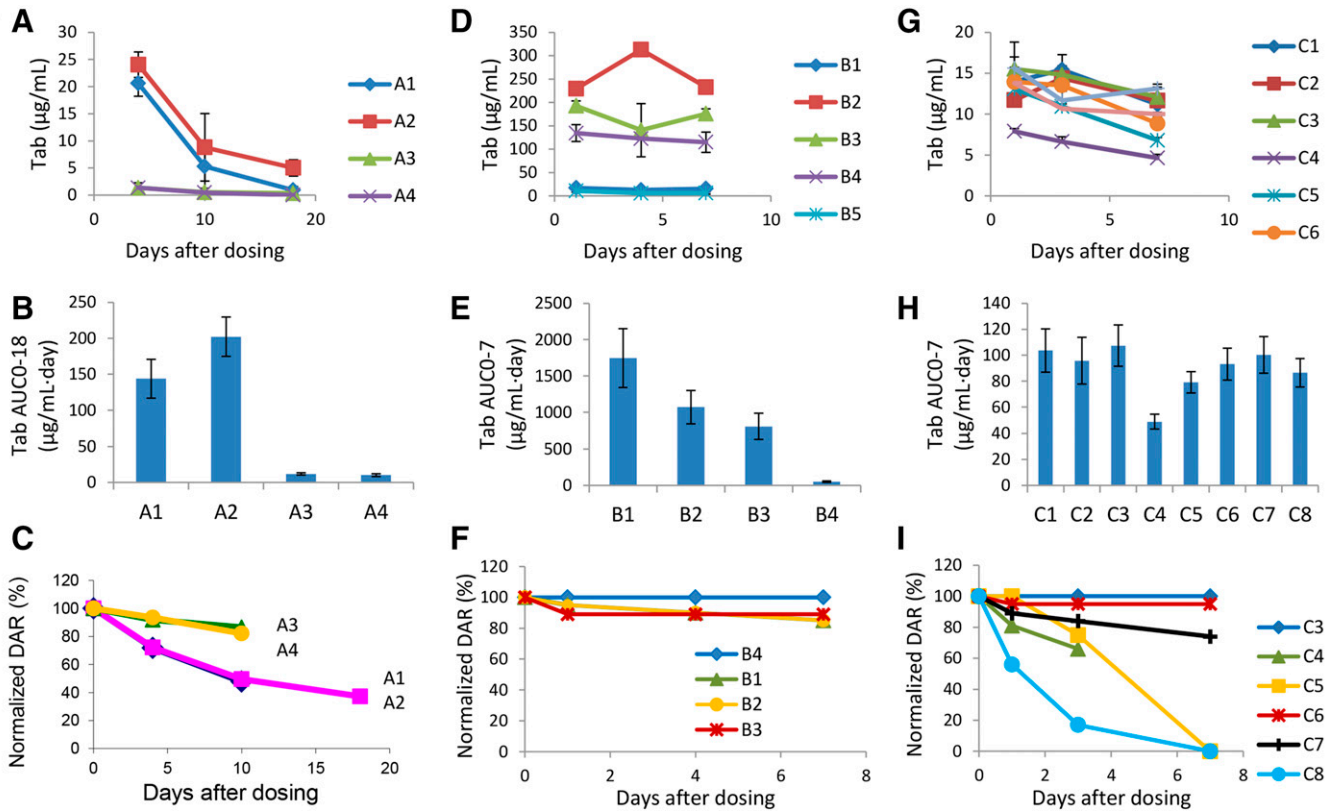 A
Tab (µg/mL)
30
25
20
15
10
5
0
0 10 20
Days after dosing
A1
A2
A3
A4
D
Tab (µg/mL)
350
300
250
200
150
100
50
0
0 5 10
Days after dosing
B1
B2
B3
B4
B5
G
Tab (µg/mL)
20
15
10
5
0
0 5 10
Days after dosing
C1
C2
C3
C4
C5
C6
B
Tab AUC0-18
(µg/mL·day)
250
200
150
100
50
0
A1 A2 A3 A4
E
Tab AUC0-7
(µg/mL·day)
2500
2000
1500
1000
500
0
B1 B2 B3 B4
H
Tab AUC0-7
(µg/mL·day)
140
120
100
80
60
40
20
0
C1 C2 C3 C4 C5 C6 C7 C8
C
Normalized DAR (%)
120
100
80
60
40
20
0
0 5 10 15 20
Days after dosing
A3
A4
A1
A2
F
Normalized DAR (%)
120
100
80
60
40
20
0
0 2 4 6 8
Days after dosing
B4
B1
B2
B3
I
Normalized DAR (%)
120
100
80
60
40
20
0
0 2 4 6 8
Days after dosing
C3
C4
C5
C6
C7
C8